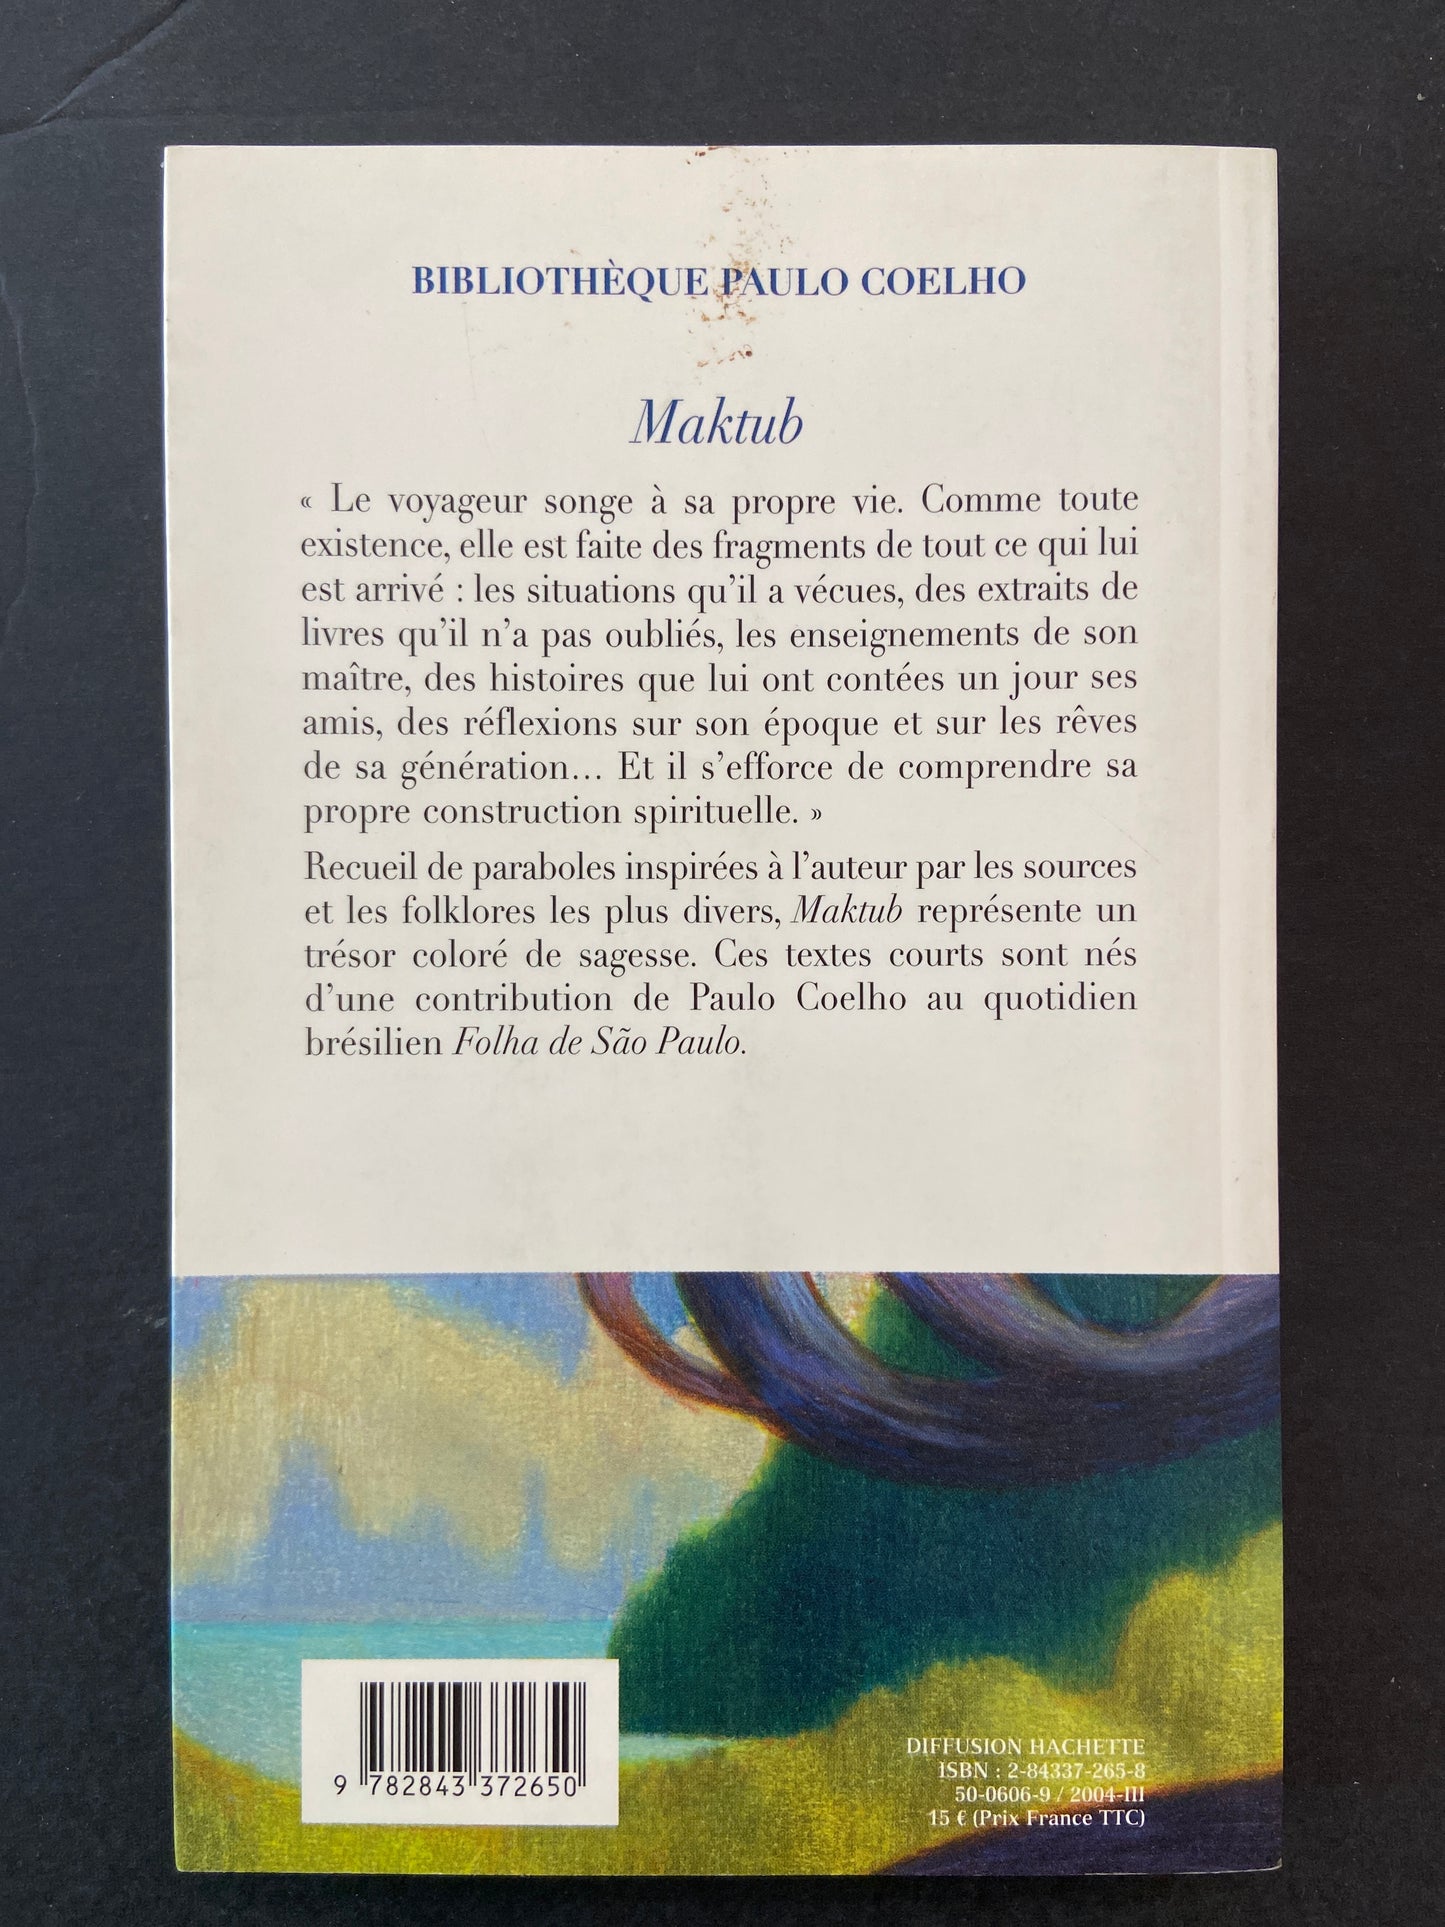 BIBLIOTHÈQUE PAULO COELHO
Maktub
« Le voyageur songe à sa propre vie. Comme toute
existence, elle est faite des fragments de tout ce qui lui
est arrivé : les situations qu’il a vécues, des extraits de
livres qu’il n’a pas oubliés, les enseignements de son
maître, des histoires que lui ont contées un jour ses
amis, des réflexions sur son époque et sur les rêves
de sa génération… Et il s’efforce de comprendre sa
propre construction spirituelle. »
Recueil de paraboles inspirées à l’auteur par les sources
et les folklores les plus divers, Maktub représente un
trésor coloré de sagesse. Ces textes courts sont nés
d’une contribution de Paulo Coelho au quotidien
brésilien Folha de São Paulo.
9 782843 372650
DIFFUSION HACHETTE
ISBN : 2-84337-265-8
50-0606-9 / 2004-III
15 € (Prix France TTC)